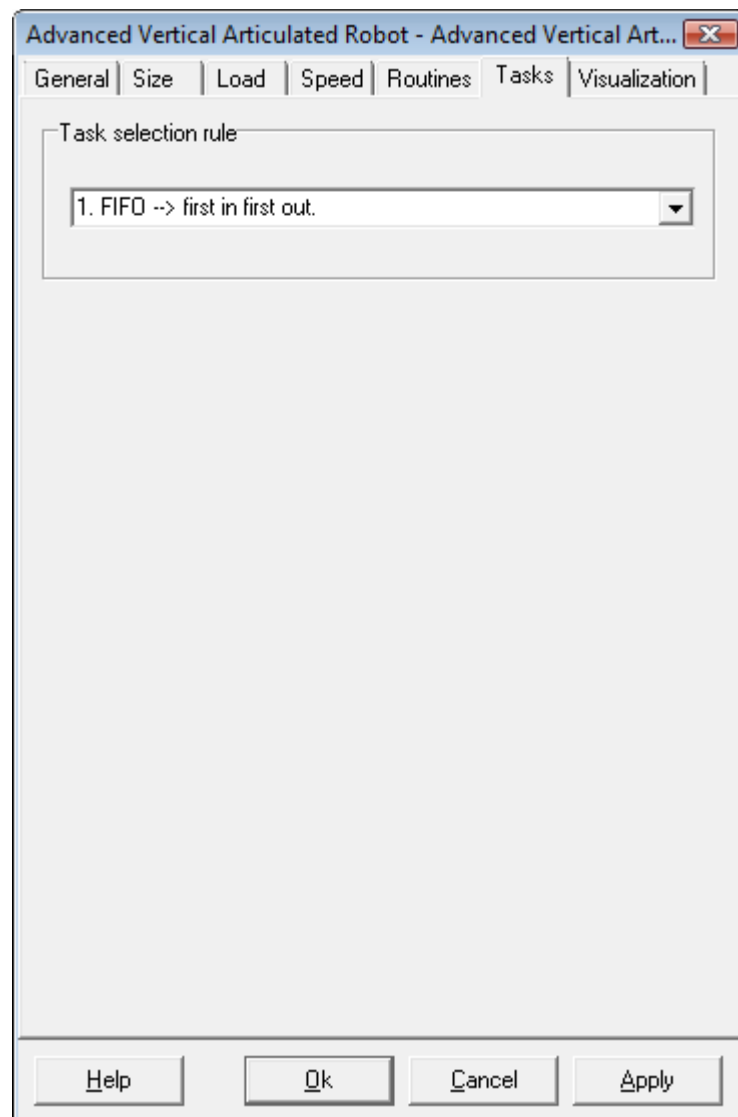 Advanced Vertical Articulated Robot - Advanced Vertical Art...
General Size Load Speed Routines Tasks Visualization
Task selection rule
1. FIFO --> first in first out.
Help Ok Cancel Apply